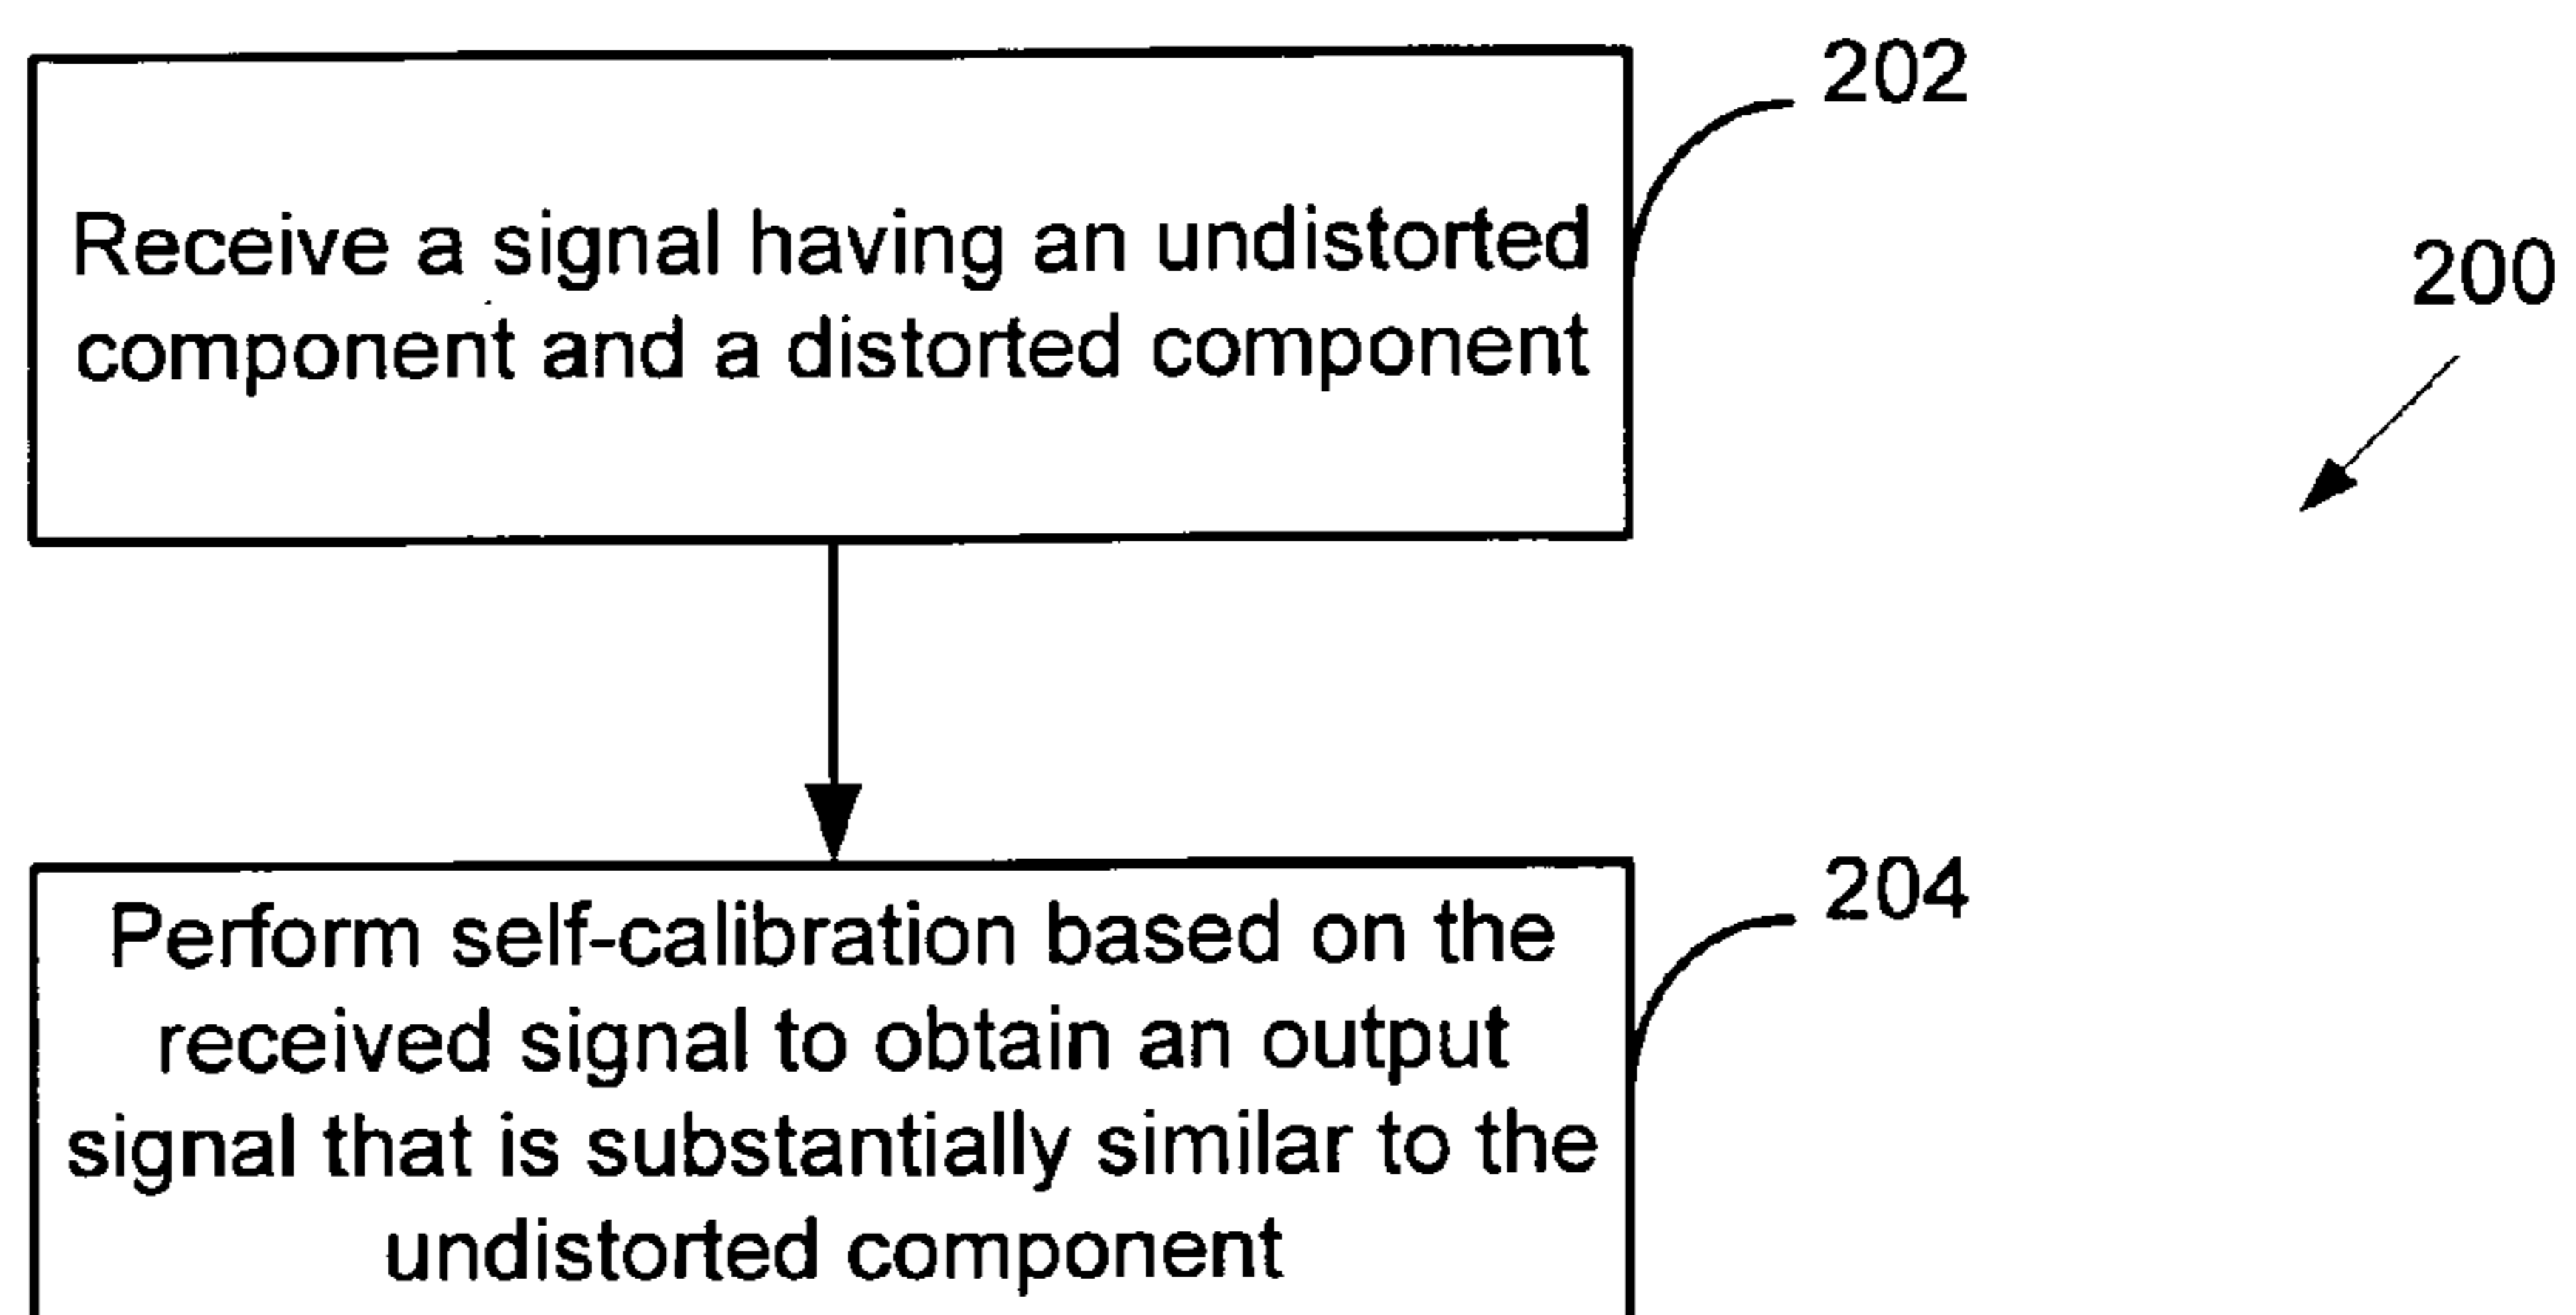 202
Receive a signal having an undistorted
component and a distorted component
200
204
Perform self-calibration based on the
received signal to obtain an output
signal that is substantially similar to the
undistorted component